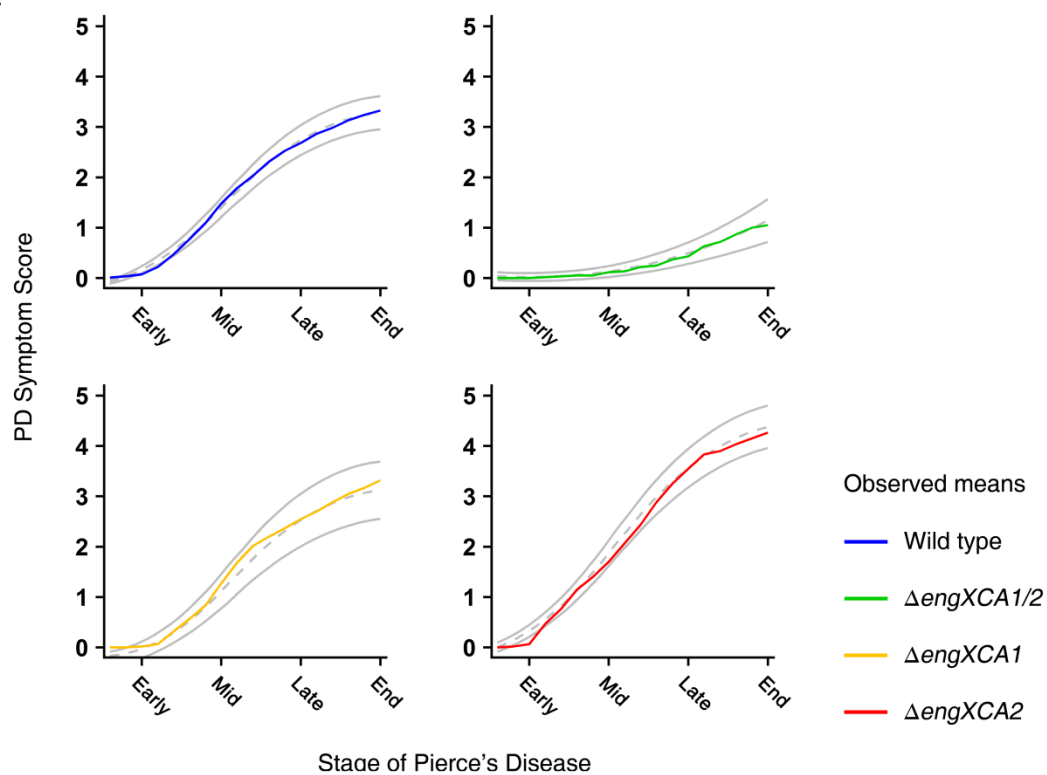 5
4
3
2
1
0
Early
Mid
Late
End
5
4
3
2
1
0
Early
Mid
Late
End
PD Symptom Score
5
4
3
2
1
0
Early
Mid
Late
End
5
4
3
2
1
0
Early
Mid
Late
End
Observed means
Wild type
ΔengXCA1/2
ΔengXCA1
ΔengXCA2
Stage of Pierce's Disease